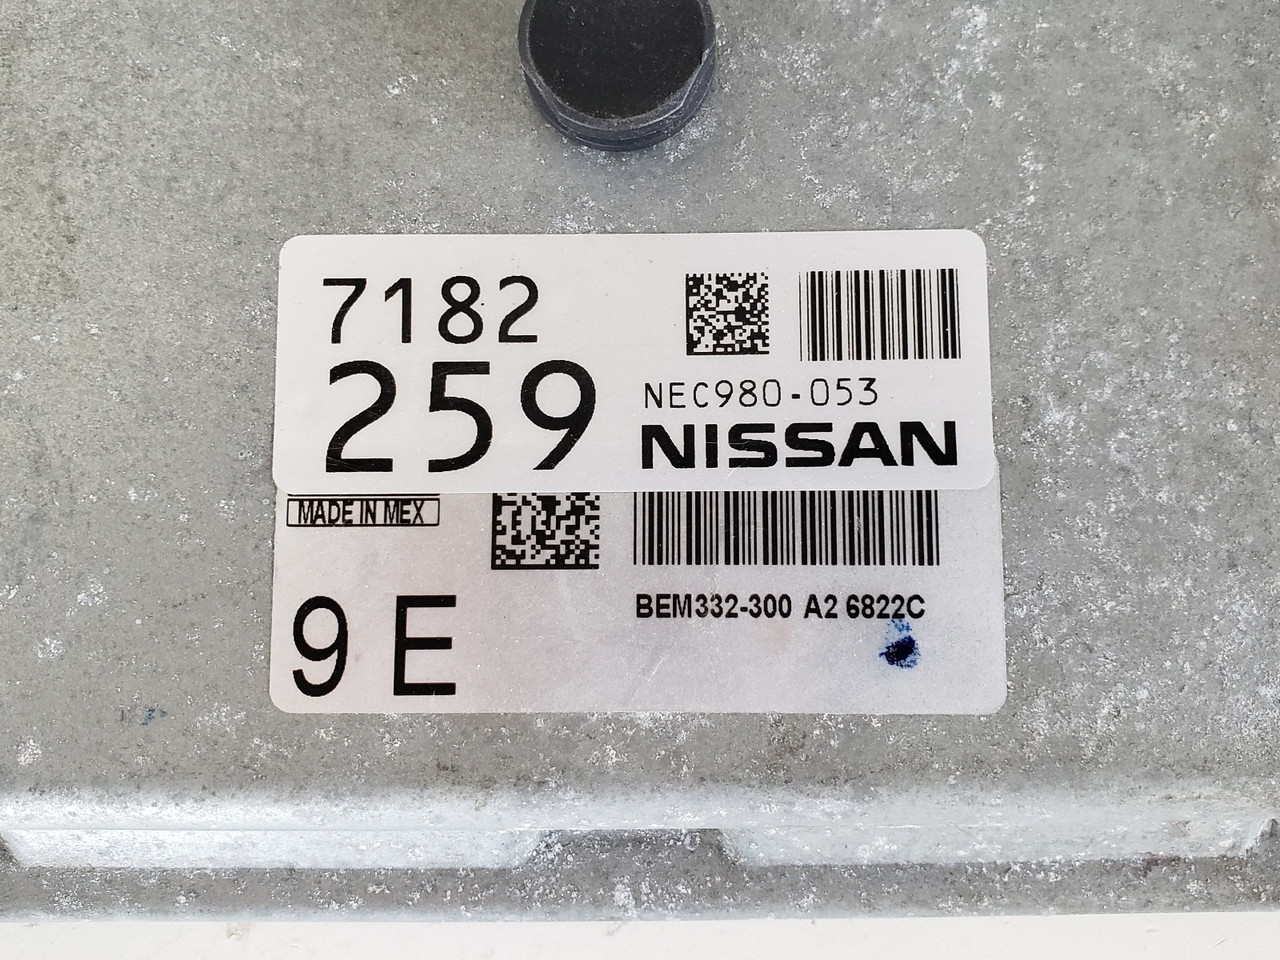 7182
259
NEC980-053
NISSAN
MADE IN MEX
9 E
BEM332-300 A2 6822C